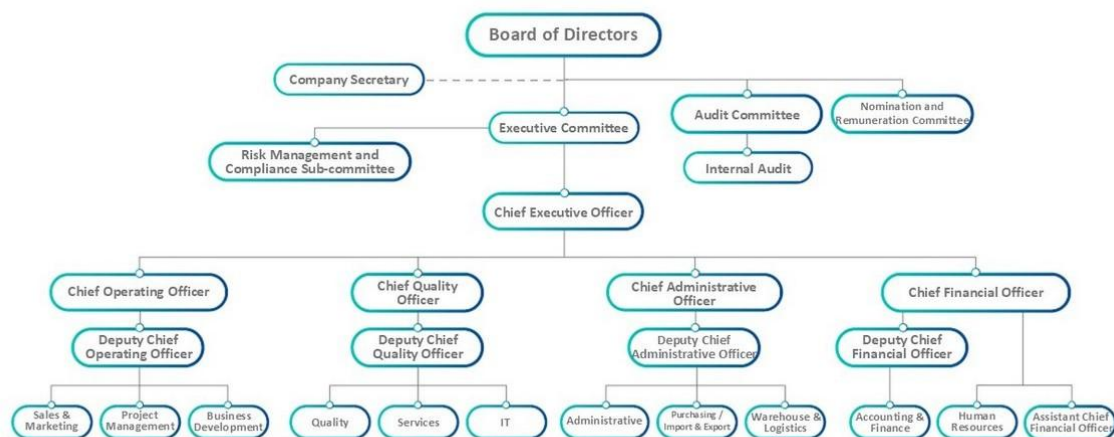 Board of Directors
Company Secretary
Nomination and
Remuneration Committee
Audit Committee
Executive Committee
Risk Management and
Compliance Sub-committee
Internal Audit
Chief Executive Officer
Chief Operating Officer
Chief Quality
Officer
Chief Administrative
Officer
Chief Financial Officer
Deputy Chief
Operating Officer
Deputy Chief
Quality Officer
Deputy Chief
Administrative Officer
Deputy Chief
Financial Officer
Sales &
Marketing
Project
Management
Business
Development
Quality
Services
IT
Administrative
Purchasing /
Import & Export
Warehouse &
Logistics
Accounting &
Finance
Human
Resources
Assistant Chief
Financial Officer